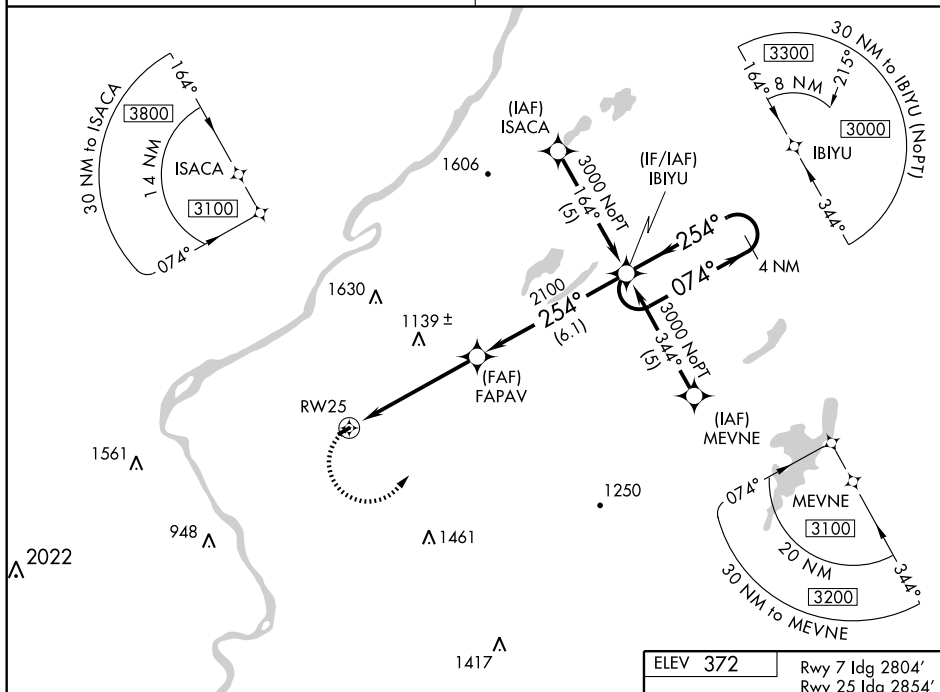 30 NM to ISACA
164°
3800
14 NM
ISACA
3100
074°
(IAF)
ISACA
1606
3000 NoPT
164°
(5)
(IF/IAF)
IBIYU
254°
074°
4 NM
30 NM to IBIYU (NoPT)
3300
164°
8 NM
215°
3000
IBIYU
344°
1630
1139 ±
2100
254°
(6.1)
3000 NoPT
344°
(5)
(FAF)
FAPAV
RW25
(IAF)
MEVNE
1561
948
2022
1461
1250
1417
074°
MEVNE
3100
20 NM
344°
3200
30 NM to MEVNE
ELEV 372
Rwy 7 ldg 2804'
Rwy 25 ldg 2854'